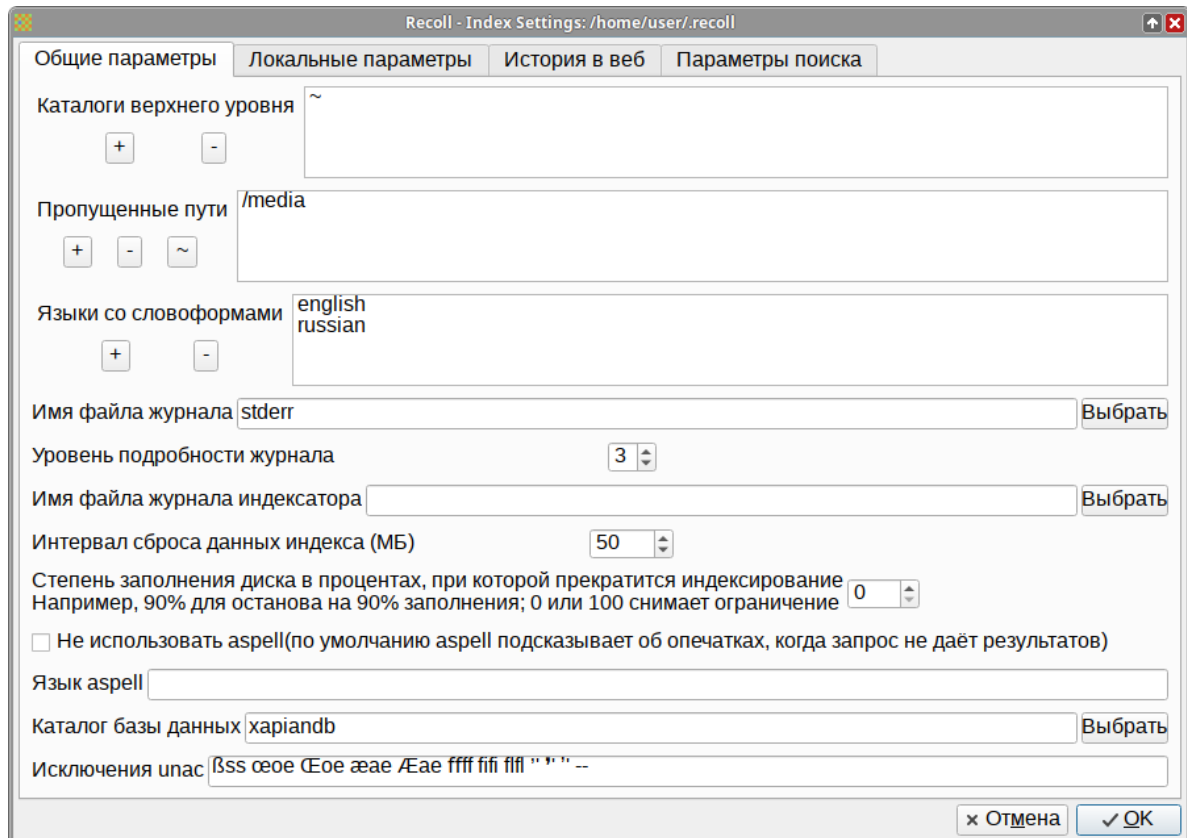 Recoll - Index Settings: /home/user/.recoll
Общие параметры Локальные параметры История в веб Параметры поиска
Каталоги верхнего уровня ~
+ -
Пропущенные пути /media
+ - ~
Языки со словоформами english
russian
+ -
Имя файла журнала stderr Выбрать
Уровень подробности журнала 3
Имя файла журнала индексатора Выбрать
Интервал сброса данных индекса (МБ) 50
Степень заполнения диска в процентах, при которой прекратится индексирование
Например, 90% для останова на 90% заполнения; 0 или 100 снимает ограничение 0
Не использовать aspell(по умолчанию aspell подсказывает об опечатках, когда запрос не даёт результатов)
Язык aspell
Каталог базы данных xapiandb Выбрать
Исключения unac ßss œoe Œoe æae Æae ffff fifi flfl ’' ❜' ʼ' --
Отмена OK